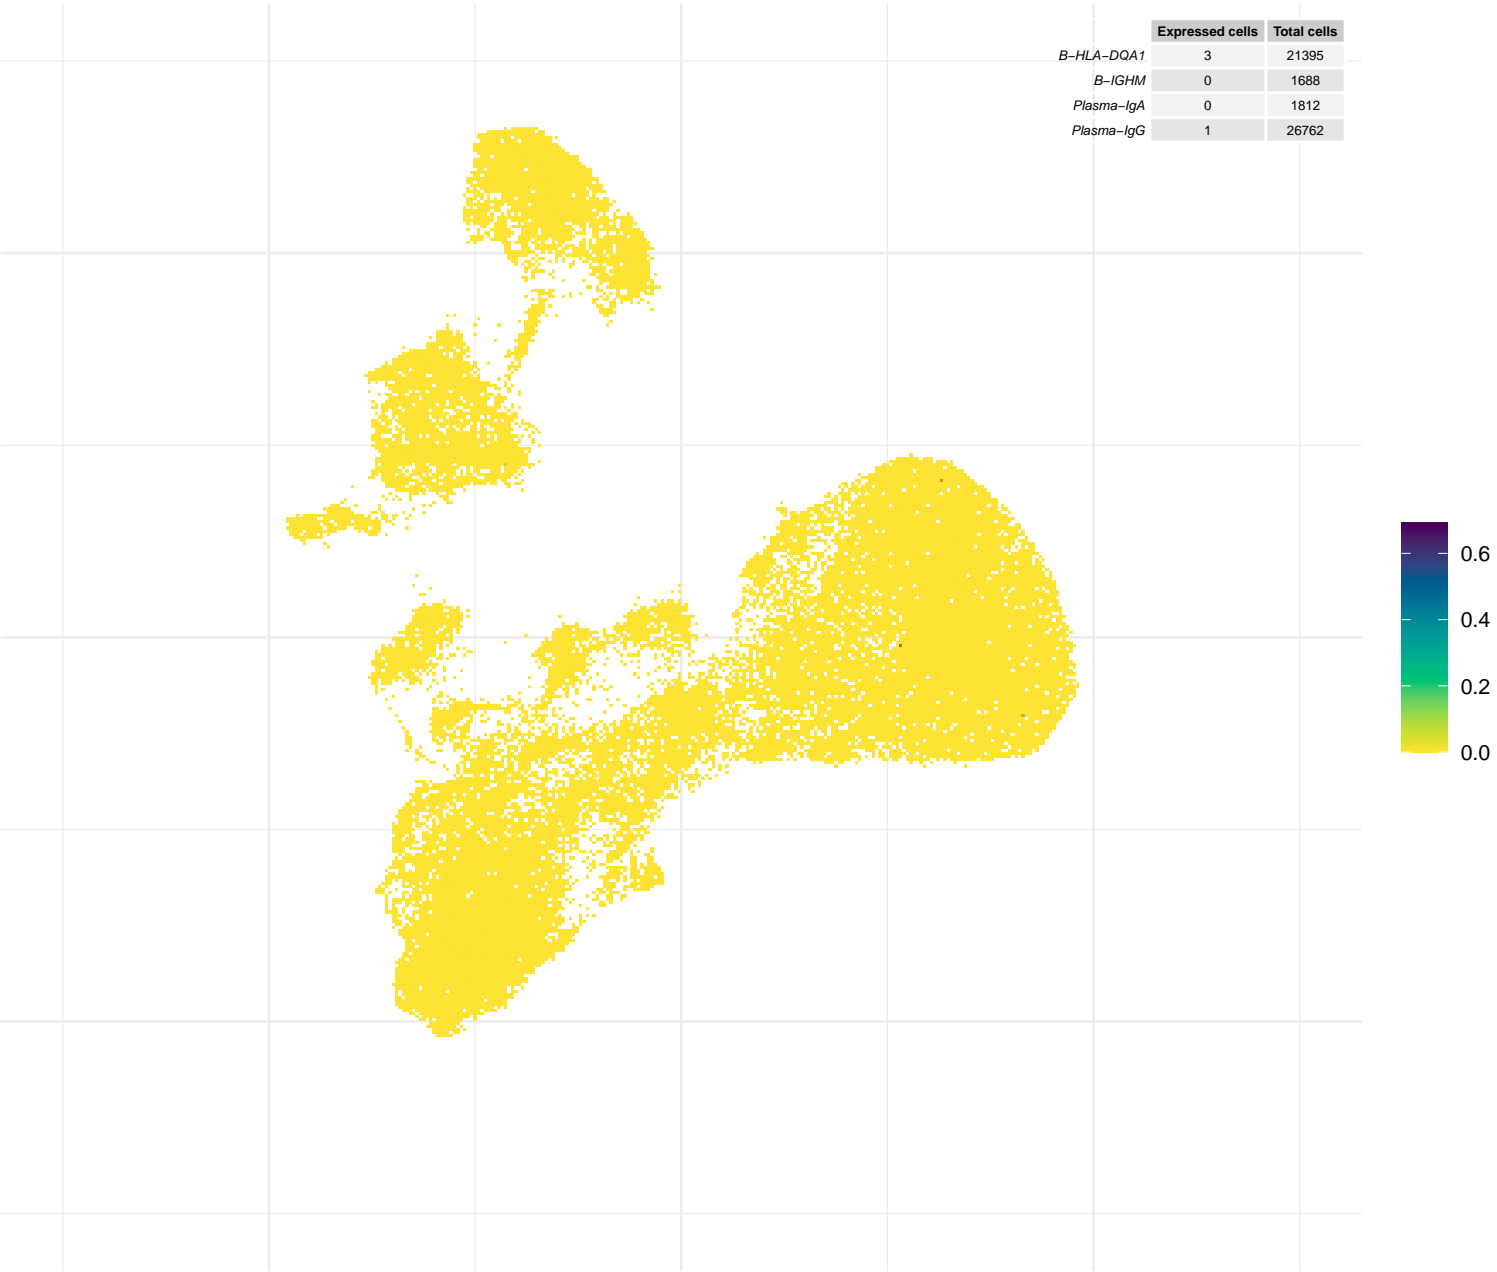 Expressed cells Total cells
B−HLA−DQA1 3 21395
B−IGHM 0 1688
Plasma−IgA 0 1812
Plasma−IgG 1 26762
0.6
0.4
0.2
0.0